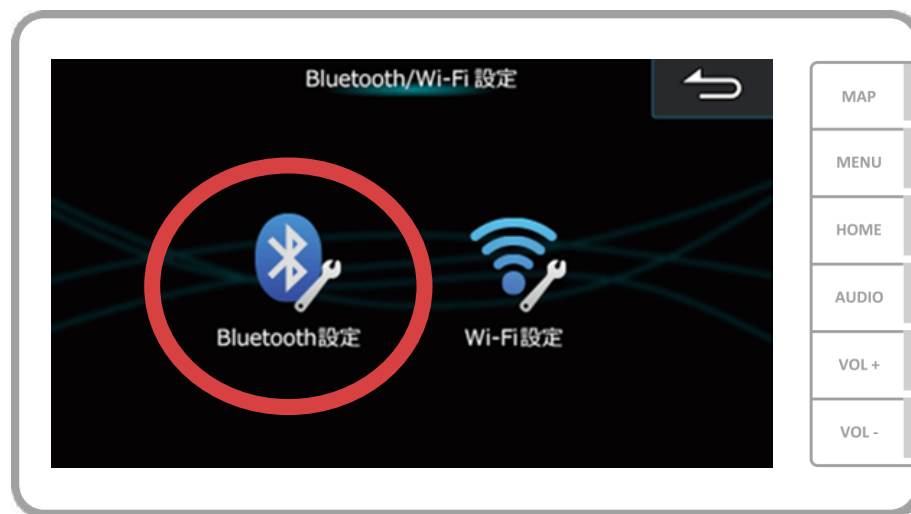 Bluetooth/Wi-Fi 設定
Bluetooth設定
Wi-Fi設定
MAP
MENU
HOME
AUDIO
VOL +
VOL -